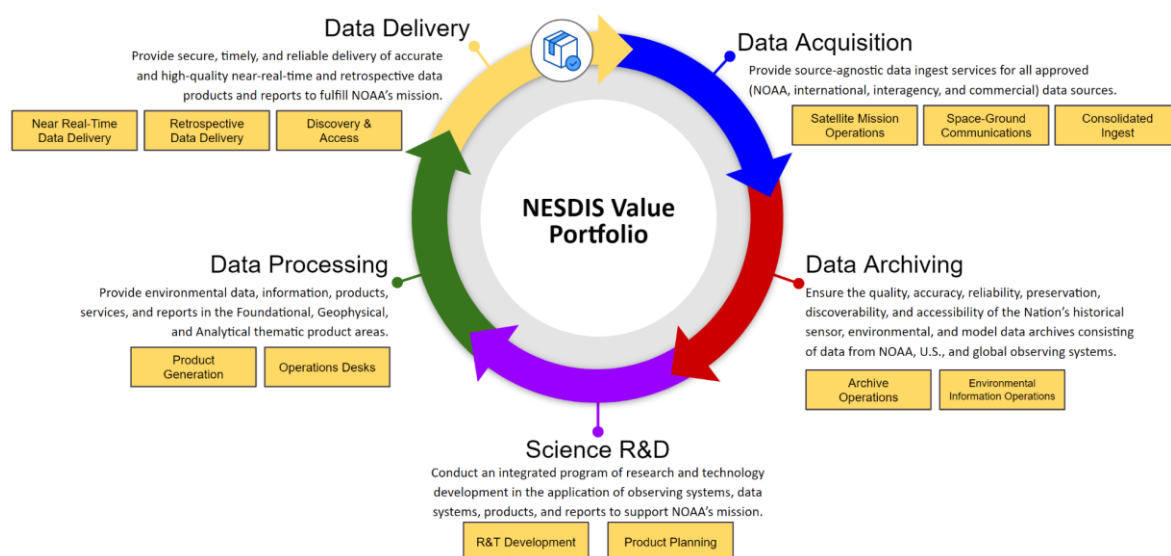 Data Delivery
Provide secure, timely, and reliable delivery of accurate
and high-quality near-real-time and retrospective data
products and reports to fulfill NOAA's mission.
Near Real-Time
Data Delivery
Retrospective
Data Delivery
Discovery &
Access
Data Acquisition
Provide source-agnostic data ingest services for all approved
(NOAA, international, interagency, and commercial) data sources.
Satellite Mission
Operations
Space-Ground
Communications
Consolidated
Ingest
NESDIS Value
Portfolio
Data Processing
Provide environmental data, information, products,
services, and reports in the Foundational, Geophysical,
and Analytical thematic product areas.
Product
Generation
Operations Desks
Data Archiving
Ensure the quality, accuracy, reliability, preservation,
discoverability, and accessibility of the Nation's historical
sensor, environmental, and model data archives consisting
of data from NOAA, U.S., and global observing systems.
Archive
Operations
Environmental
Information Operations
Science R&D
Conduct an integrated program of research and technology
development in the application of observing systems, data
systems, products, and reports to support NOAA's mission.
R&T Development
Product Planning